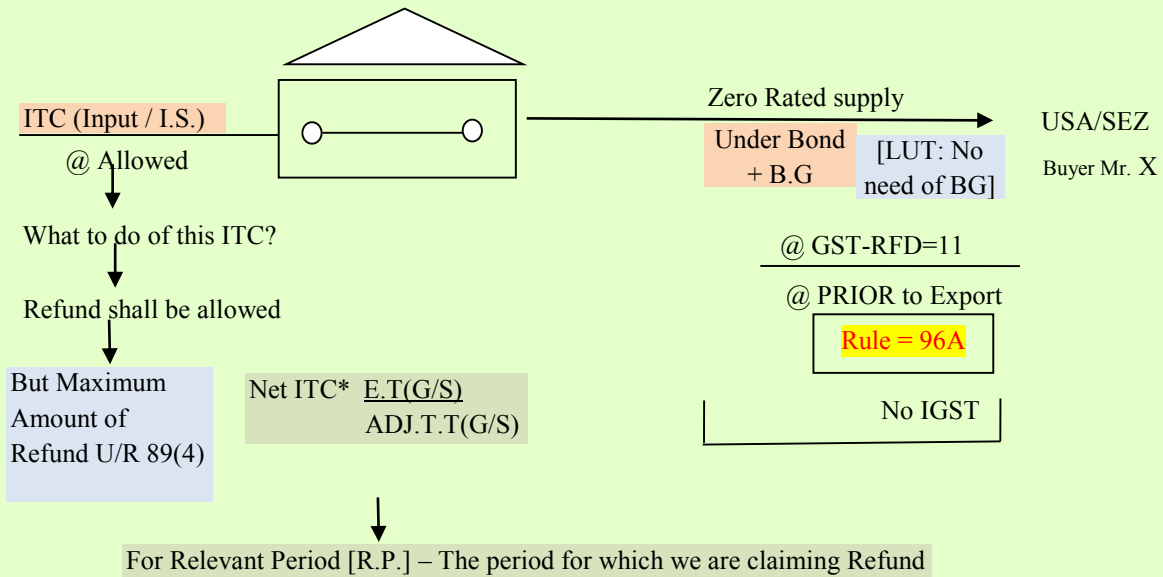 ITC (Input / I.S.)
@ Allowed
What to do of this ITC?
Refund shall be allowed
But Maximum
Amount of
Refund U/R 89(4)
Net ITC* E.T(G/S)
ADJ.T.T(G/S)
Zero Rated supply
Under Bond
+ B.G
[LUT: No
need of BG]
USA/SEZ
Buyer Mr. X
@ GST-RFD=11
@ PRIOR to Export
Rule = 96A
No IGST
For Relevant Period [R.P.] – The period for which we are claiming Refund